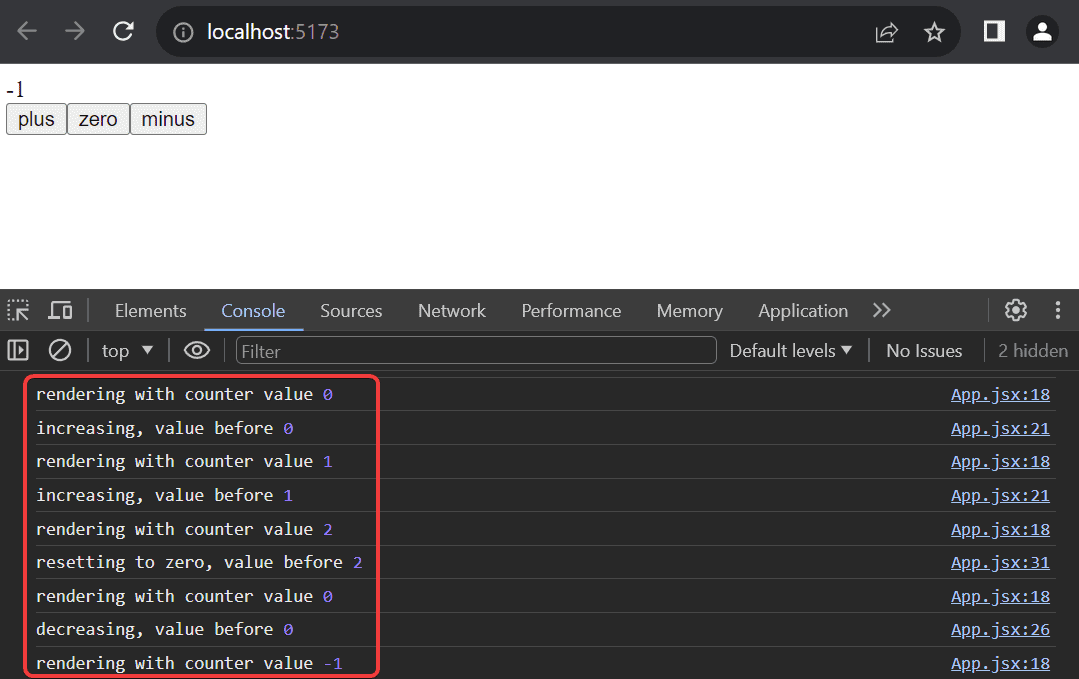 localhost:5173
-1
plus zero minus
Elements Console Sources Network Performance Memory Application
top Filter Default levels No Issues 2 hidden
rendering with counter value 0 App.jsx:18
increasing, value before 0 App.jsx:21
rendering with counter value 1 App.jsx:18
increasing, value before 1 App.jsx:21
rendering with counter value 2 App.jsx:18
resetting to zero, value before 2 App.jsx:31
rendering with counter value 0 App.jsx:18
decreasing, value before 0 App.jsx:26
rendering with counter value -1 App.jsx:18